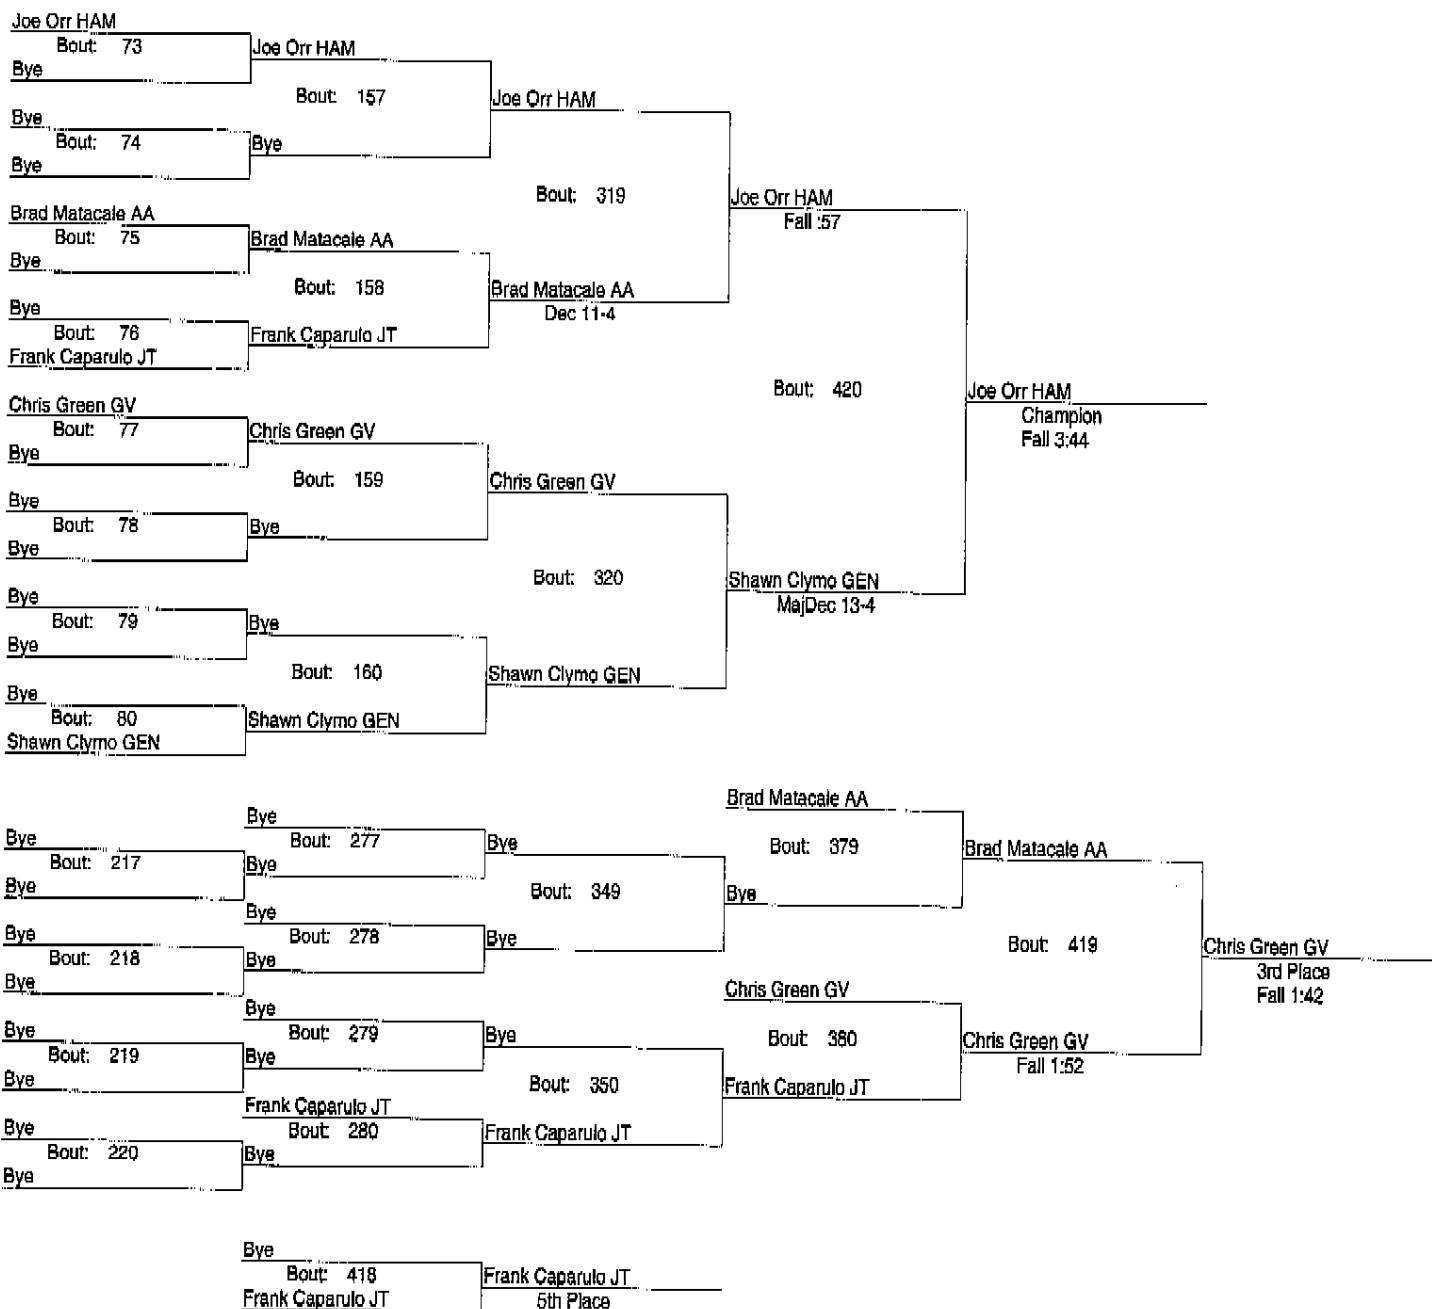 Joe Orr HAM
Bout: 73
Bye
Joe Orr HAM
Bout: 157
Bye
Bout: 74
Bye
Bye
Joe Orr HAM
Bout: 319
Brad Matacale AA
Bout: 75
Bye
Brad Matacale AA
Bout: 158
Bye
Bout: 76
Frank Caparulo JT
Frank Caparulo JT
Brad Matacale AA
Dec 11-4
Joe Orr HAM
Fall :57
Bout: 420
Chris Green GV
Bout: 77
Bye
Chris Green GV
Bout: 159
Bye
Bout: 78
Bye
Bye
Chris Green GV
Bout: 320
Bye
Bout: 79
Bye
Bye
Bout: 160
Bye
Bout: 80
Shawn Clymo GEN
Shawn Clymo GEN
Shawn Clymo GEN
Shawn Clymo GEN
MajDec 13-4
Joe Orr HAM
Champion
Fall 3:44
Bye
Bout: 217
Bye
Bye
Bout: 277
Bye
Bye
Bout: 349
Bye
Bout: 218
Bye
Bye
Bout: 278
Bye
Bye
Brad Matacale AA
Bout: 379
Bye
Brad Matacale AA
Bout: 419
Bye
Bout: 219
Bye
Bye
Bout: 279
Bye
Bye
Bout: 350
Bye
Bout: 220
Bye
Frank Caparulo JT
Bout: 280
Bye
Frank Caparulo JT
Chris Green GV
Bout: 380
Frank Caparulo JT
Chris Green GV
Fall 1:52
Chris Green GV
3rd Place
Fall 1:42
Bye
Bout: 418
Frank Caparulo JT
Frank Caparulo JT
5th Place